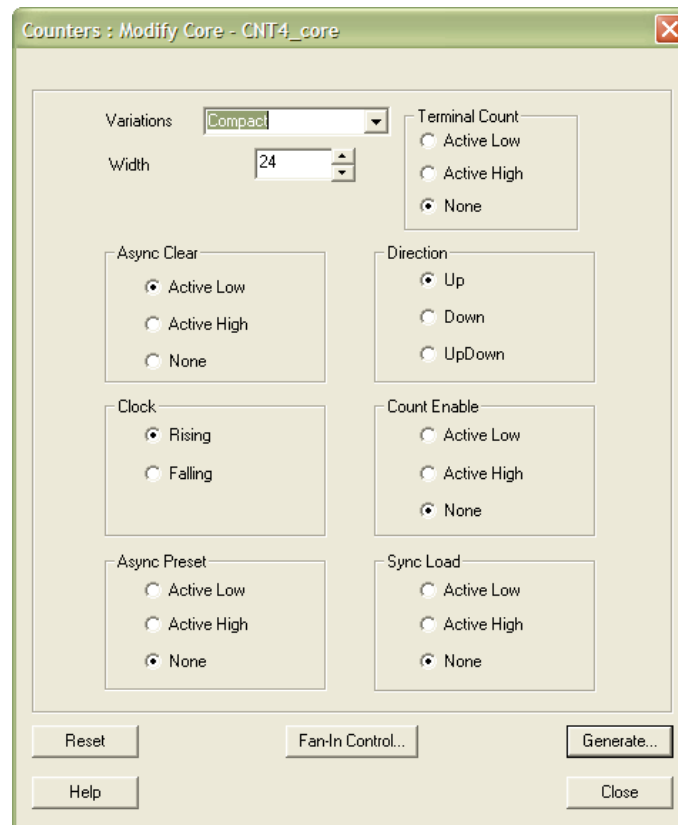 Counters : Modify Core - CNT4_core
Variations
Compact
Width
24
Terminal Count
Active Low
Active High
None
Async Clear
Active Low
Active High
None
Direction
Up
Down
UpDown
Clock
Rising
Falling
Count Enable
Active Low
Active High
None
Async Preset
Active Low
Active High
None
Sync Load
Active Low
Active High
None
Reset
Fan-In Control...
Generate...
Help
Close